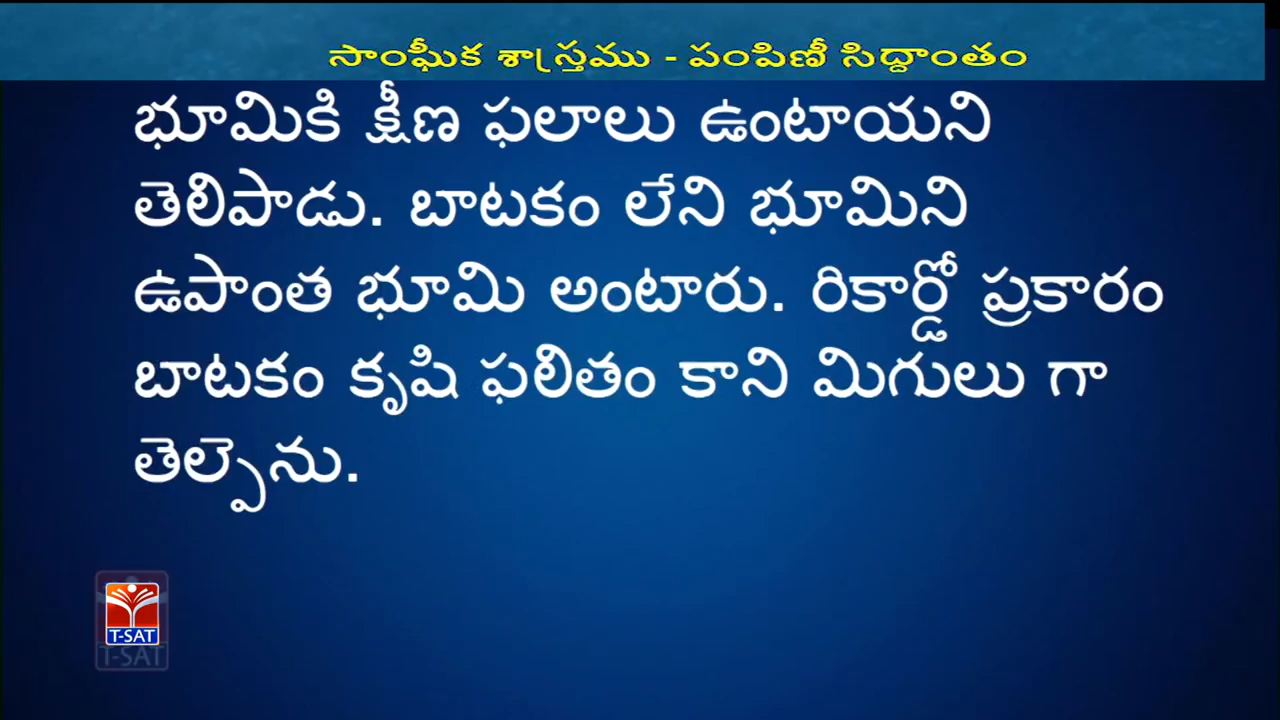 సాంఘీక శాస్త్రము - పంపిణీ సిద్దాంతం
భూమికి క్షీణ ఫలాలు ఉంటాయని
తెలిపాడు. బాటకం లేని భూమిని
ఉపాంత భూమి అంటారు. రికార్డో ప్రకారం
బాటకం కృషి ఫలితం కాని మిగులు గా
తెల్పెను.
T-SAT
T-SAT